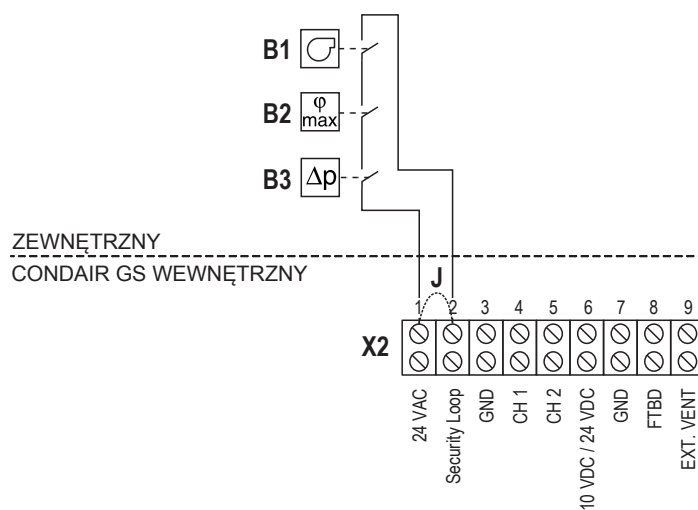 B1
B2 φ
max
B3 Δp
ZEWNĘTRZNY
CONDAIR GS WEWNĘTRZNY
J
1 2 3 4 5 6 7 8 9
X2
24 VAC
Security Loop
GND
CH 1
CH 2
10 VDC / 24 VDC
GND
FTBD
EXT. VENT